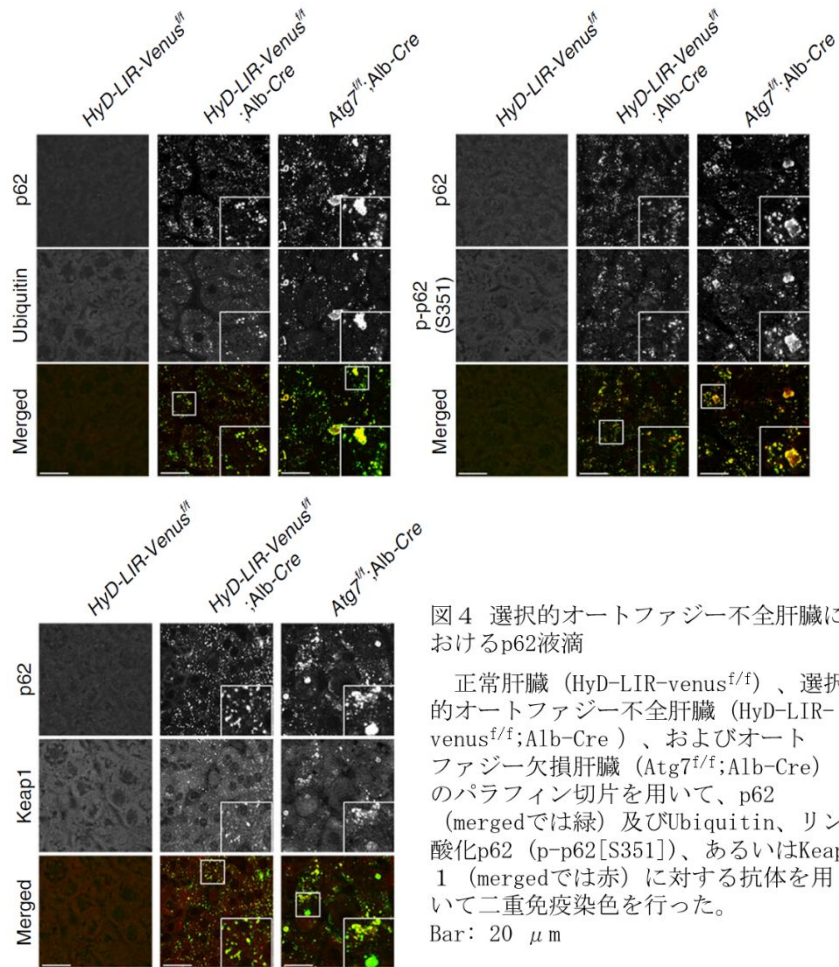 HyD-LIR-Venus^f/f
HyD-LIR-Venus^f/f
;Alb-Cre
Atg7^f/f;Alb-Cre
p62
Ubiquitin
Merged
HyD-LIR-Venus^f/f
HyD-LIR-Venus^f/f
;Alb-Cre
Atg7^f/f;Alb-Cre
p62
p-p62
(S351)
Merged
HyD-LIR-Venus^f/f
HyD-LIR-Venus^f/f
;Alb-Cre
Atg7^f/f;Alb-Cre
p62
Keap1
Merged
図４ 選択的オートファジー不全肝臓に
おけるp62液滴
正常肝臓（HyD-LIR-venus^f/f）、選択
的オートファジー不全肝臓（HyD-LIR-
venus^f/f;Alb-Cre ）、およびオート
ファジー欠損肝臓（Atg7^f/f;Alb-Cre）
のパラフィン切片を用いて、p62
（mergedでは緑）及びUbiquitin、リン
酸化p62（p-p62[S351]）、あるいはKeap
１（mergedでは赤）に対する抗体を用
いて二重免疫染色を行った。
Bar: 20 μm